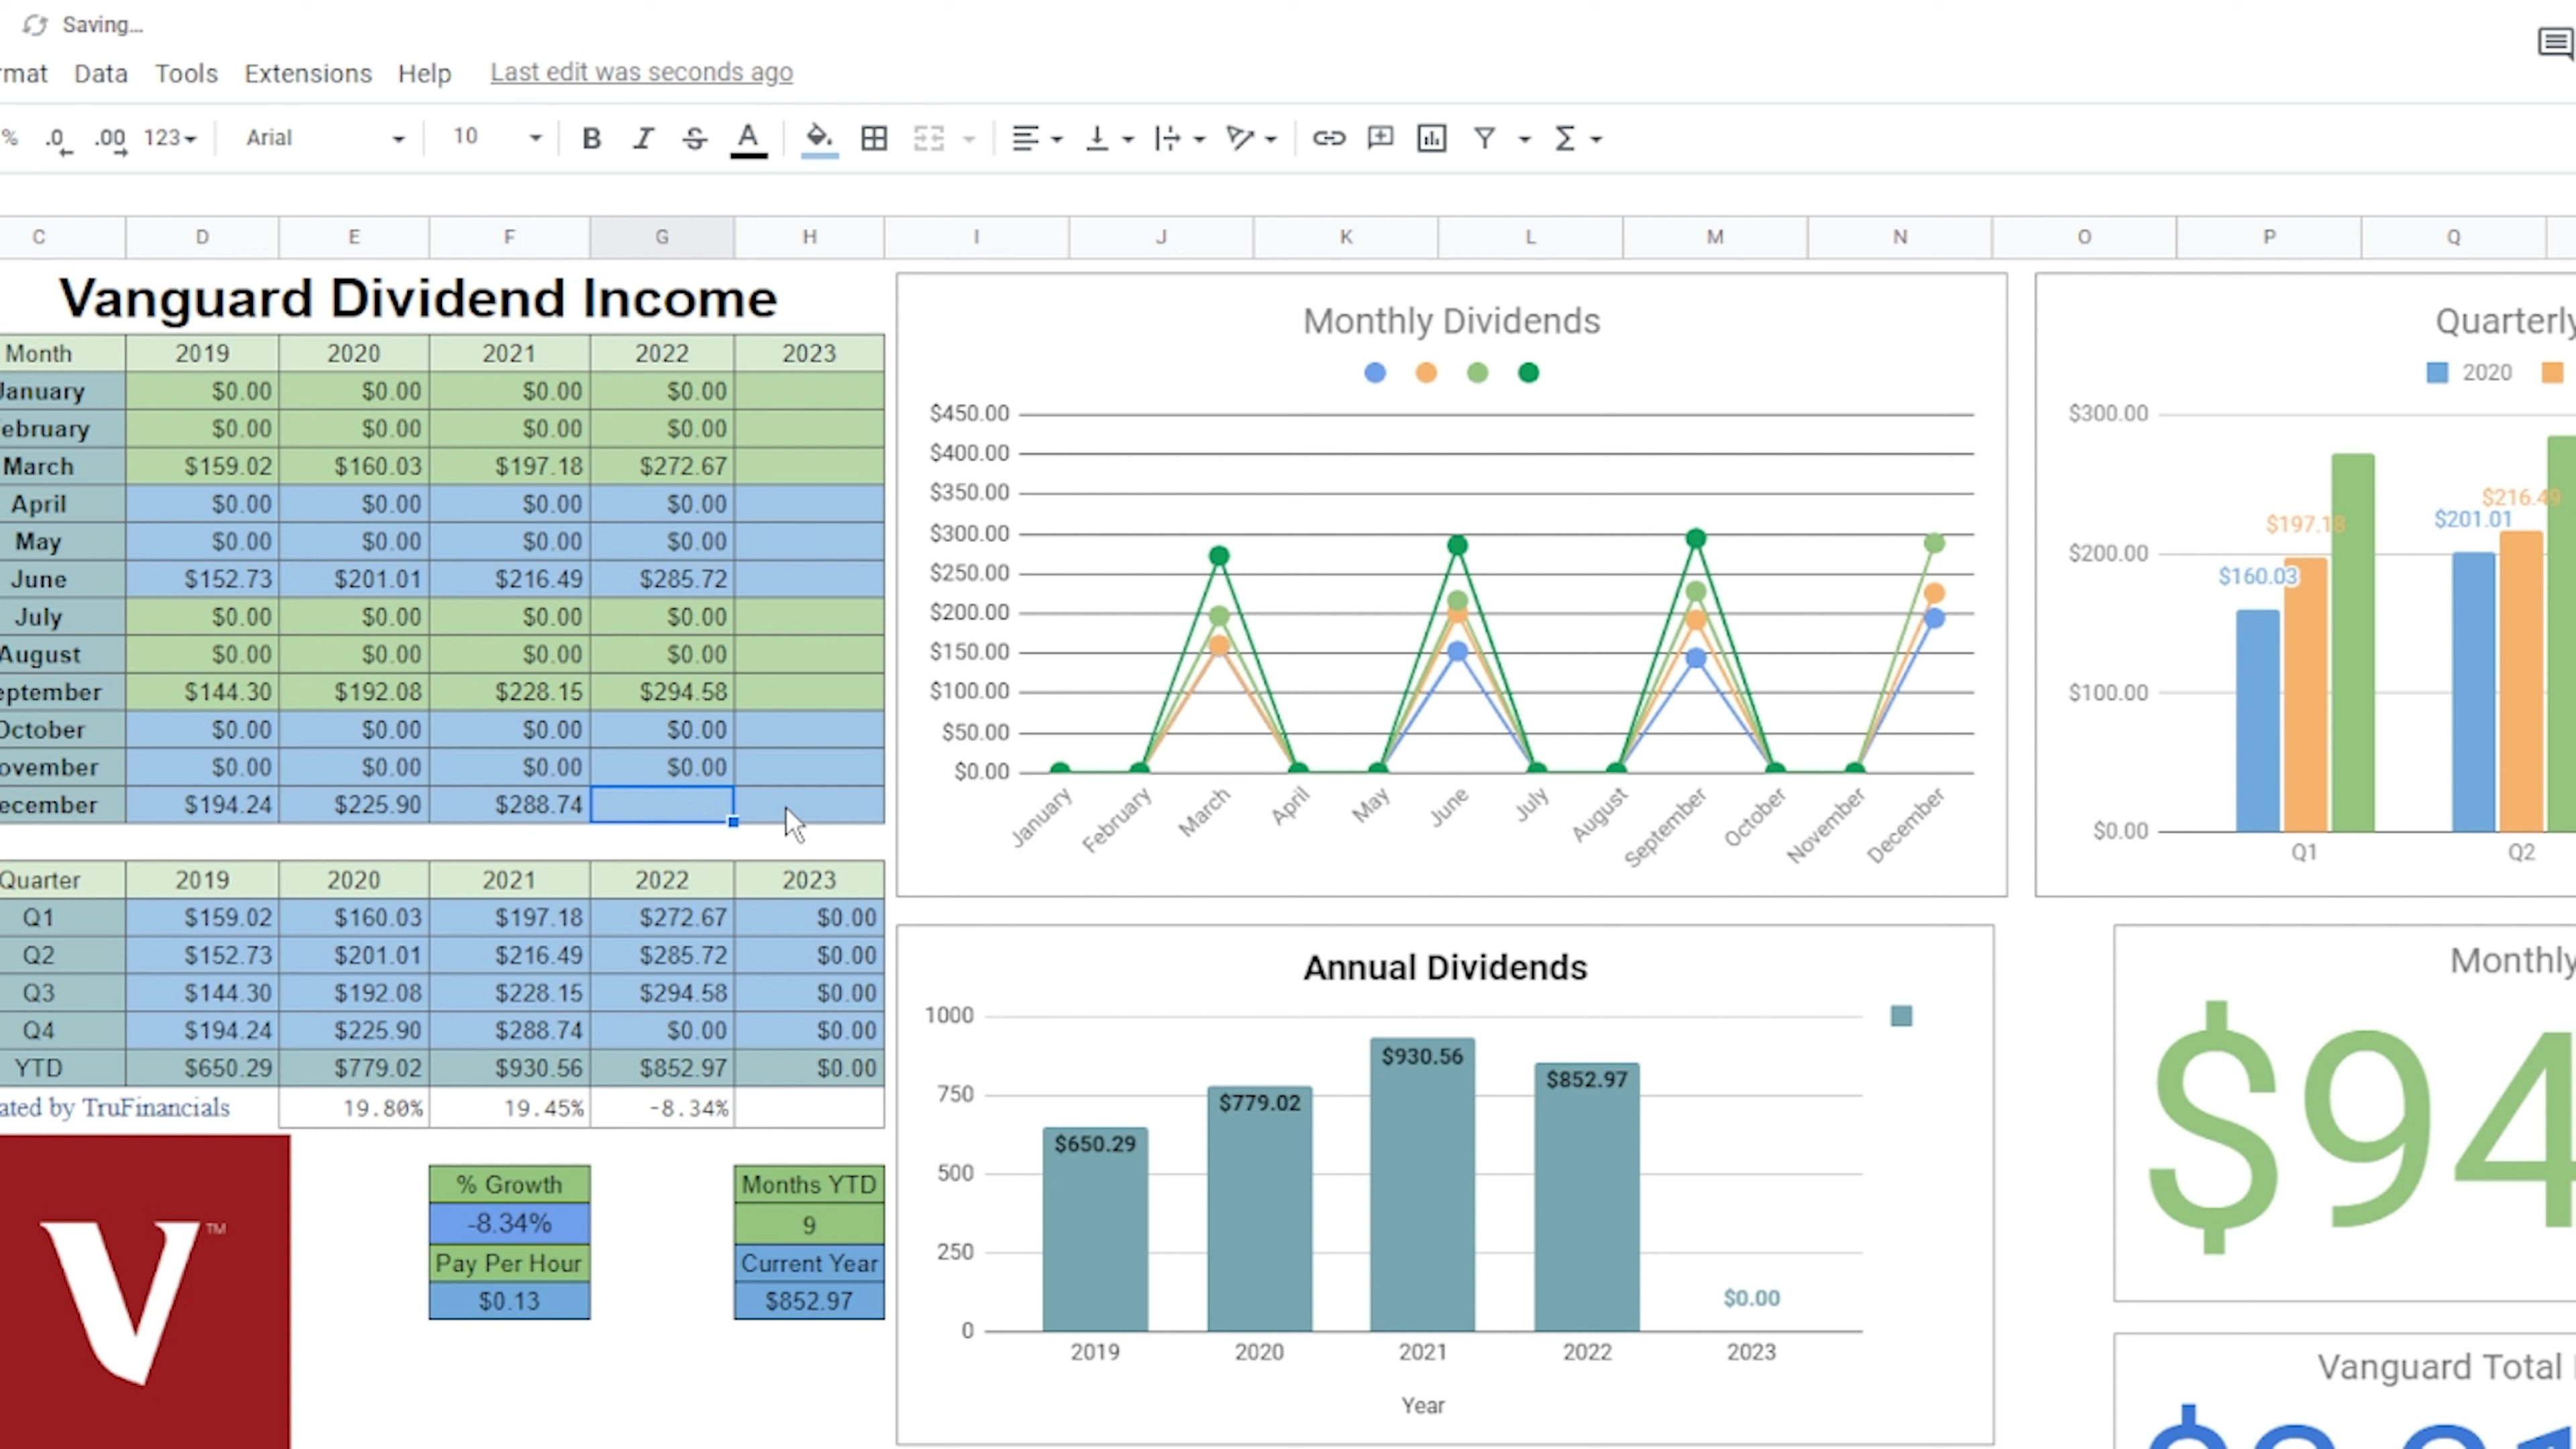 Saving...
rmat Data Tools Extensions Help Last edit was seconds ago
% .0 .00 123 Arial 10 B I S A
C D E F G H I J K L M N O P Q
Vanguard Dividend Income
Month 2019 2020 2021 2022 2023
January $0.00 $0.00 $0.00 $0.00
ebruary $0.00 $0.00 $0.00 $0.00
March $159.02 $160.03 $197.18 $272.67
April $0.00 $0.00 $0.00 $0.00
May $0.00 $0.00 $0.00 $0.00
June $152.73 $201.01 $216.49 $285.72
July $0.00 $0.00 $0.00 $0.00
August $0.00 $0.00 $0.00 $0.00
eptember $144.30 $192.08 $228.15 $294.58
October $0.00 $0.00 $0.00 $0.00
ovember $0.00 $0.00 $0.00 $0.00
ecember $194.24 $225.90 $288.74
Quarter 2019 2020 2021 2022 2023
Q1 $159.02 $160.03 $197.18 $272.67 $0.00
Q2 $152.73 $201.01 $216.49 $285.72 $0.00
Q3 $144.30 $192.08 $228.15 $294.58 $0.00
Q4 $194.24 $225.90 $288.74 $0.00 $0.00
YTD $650.29 $779.02 $930.56 $852.97 $0.00
ated by TruFinancials 19.80% 19.45% -8.34%
V TM
% Growth
-8.34%
Pay Per Hour
$0.13
Months YTD
9
Current Year
$852.97
Monthly Dividends
$450.00
$400.00
$350.00
$300.00
$250.00
$200.00
$150.00
$100.00
$50.00
$0.00
January February March April May June July August September October November December
Annual Dividends
1000
750
500
250
0
$650.29 $779.02 $930.56 $852.97 $0.00
2019 2020 2021 2022 2023
Year
Quarterly
2020
$300.00
$200.00
$100.00
$0.00
$160.03 $197.18 $201.01 $216.49
Q1 Q2
Monthly
$94
Vanguard Total